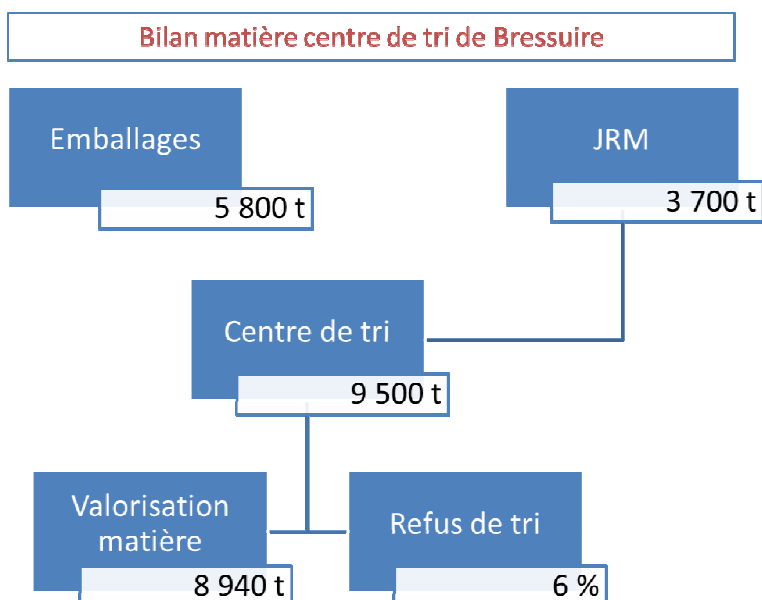 Bilan matière centre de tri de Bressuire
Emballages
5 800 t
JRM
3 700 t
Centre de tri
9 500 t
Valorisation
matière
8 940 t
Refus de tri
6 %